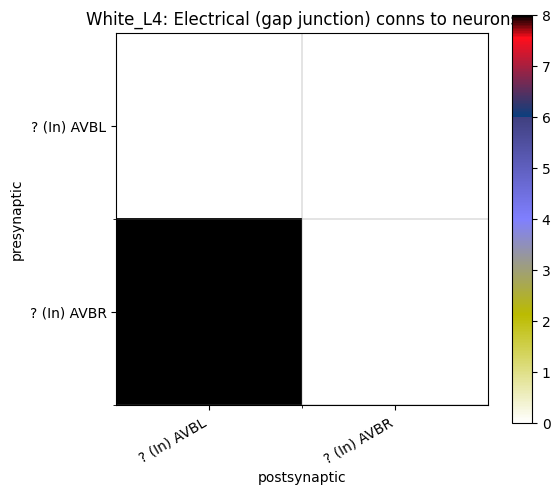 White_L4: Electrical (gap junction) conns to neurons
presynaptic
? (In) AVBL
? (In) AVBR
? (In) AVBL
? (In) AVBR
postsynaptic
8
7
6
5
4
3
2
1
0